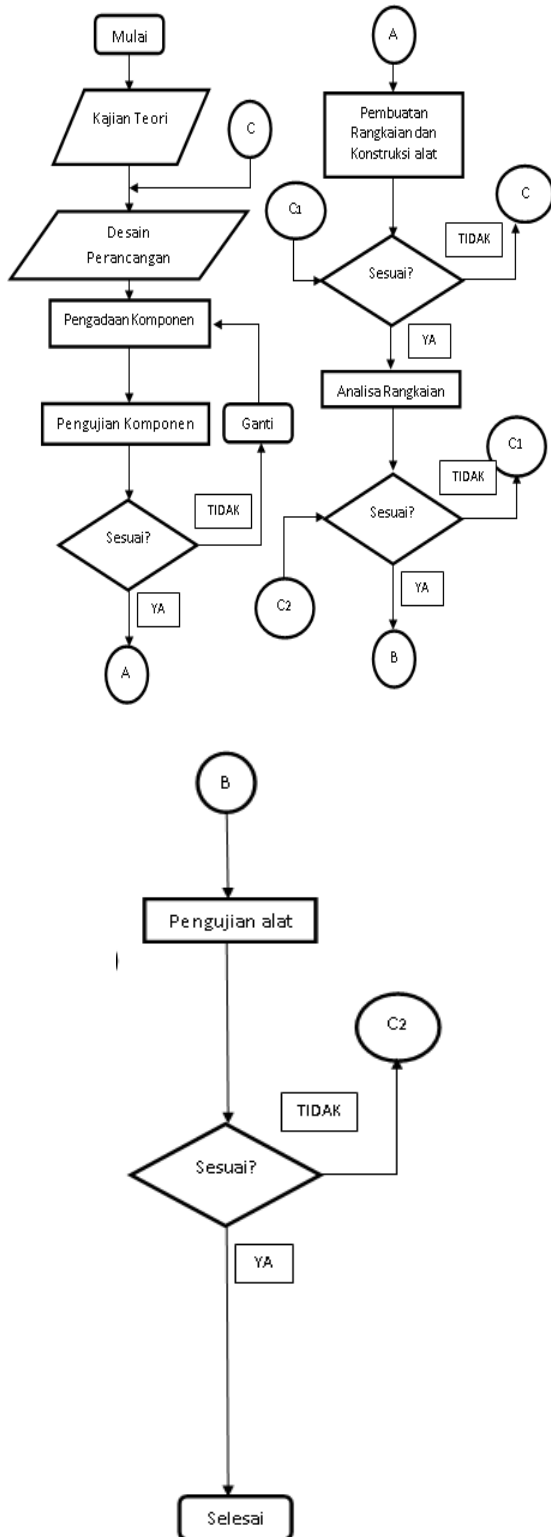 Mulai
Kajian Teori
C
Desain
Perancangan
Pengadaan Komponen
Pengujian Komponen
Ganti
TIDAK
Sesuai?
YA
A
A
Pembuatan
Rangkaian dan
Konstruksi alat
C
C1
TIDAK
Sesuai?
YA
Analisa Rangkaian
C1
TIDAK
Sesuai?
YA
C2
B
B
Pengujian alat
C2
TIDAK
Sesuai?
YA
Selesai